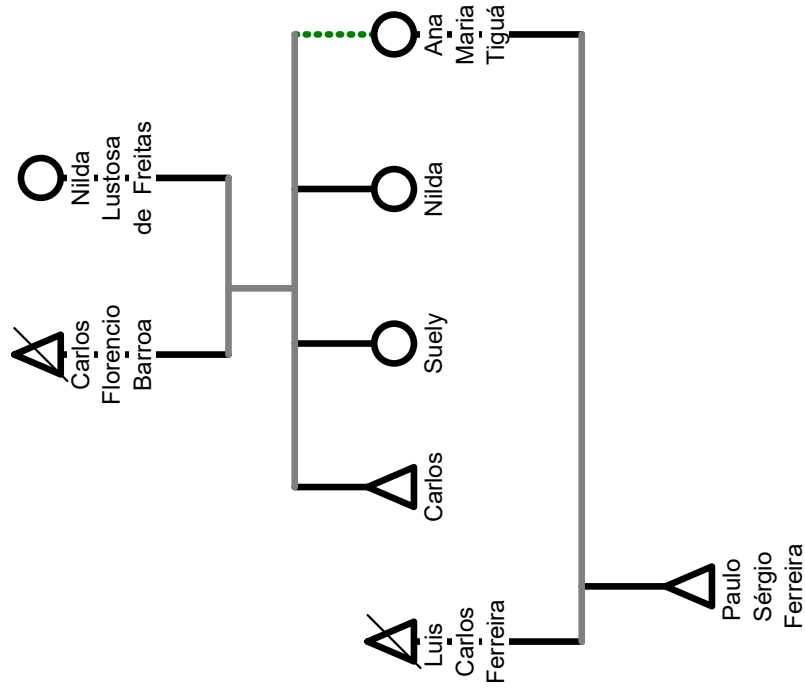 Carlos
Florencio
Barroa
Nilda
Lustosa
de Freitas
Carlos
Suely
Nilda
Ana
Maria
Tiguá
Luis
Carlos
Ferreira
Paulo
Sérgio
Ferreira